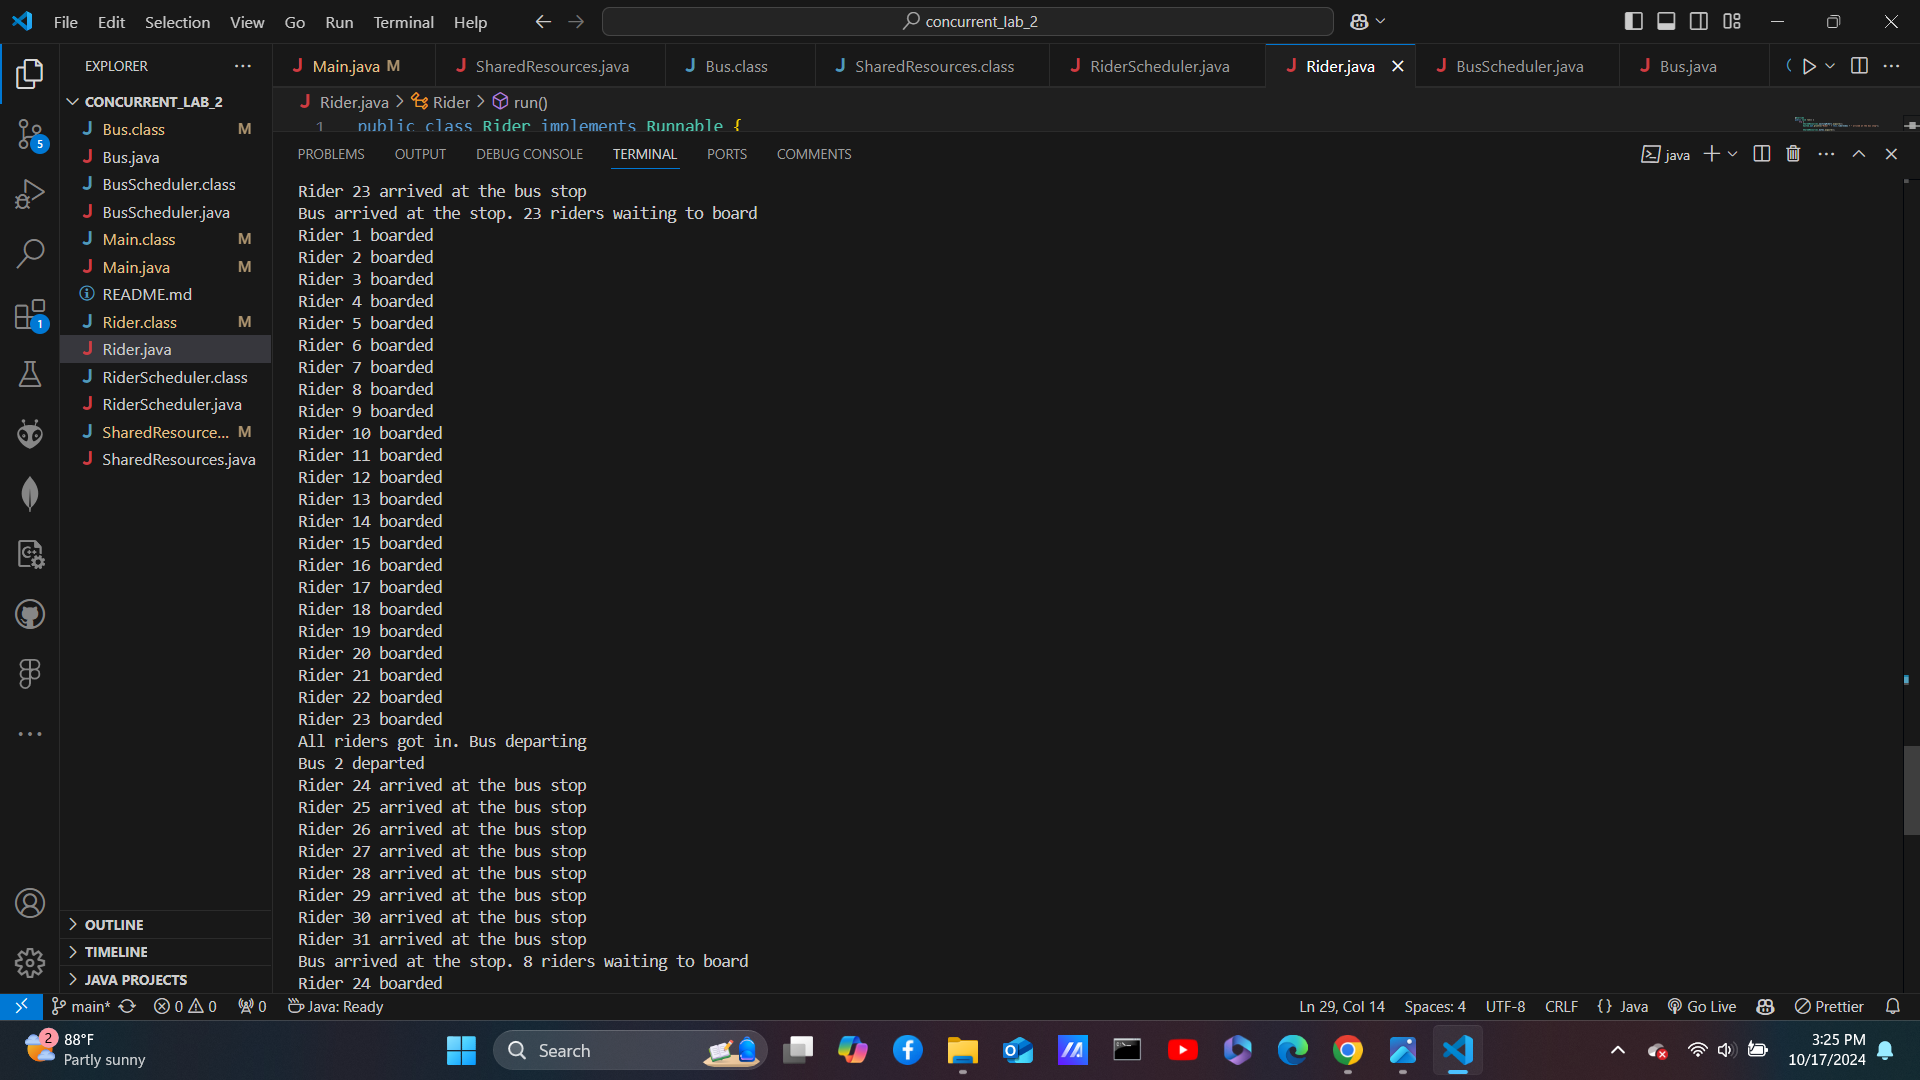 File Edit Selection View Go Run Terminal Help
concurrent_lab_2
EXPLORER
CONCURRENT_LAB_2
Bus.class M
Bus.java
BusScheduler.class
BusScheduler.java
Main.class M
Main.java M
README.md
Rider.class M
Rider.java
RiderScheduler.class
RiderScheduler.java
SharedResource... M
SharedResources.java
OUTLINE
TIMELINE
JAVA PROJECTS
5
1
Main.java M SharedResources.java Bus.class SharedResources.class RiderScheduler.java Rider.java BusScheduler.java Bus.java
Rider.java > Rider > run()
1 public class Rider implements Runnable {
PROBLEMS OUTPUT DEBUG CONSOLE TERMINAL PORTS COMMENTS
java
Rider 23 arrived at the bus stop
Bus arrived at the stop. 23 riders waiting to board
Rider 1 boarded
Rider 2 boarded
Rider 3 boarded
Rider 4 boarded
Rider 5 boarded
Rider 6 boarded
Rider 7 boarded
Rider 8 boarded
Rider 9 boarded
Rider 10 boarded
Rider 11 boarded
Rider 12 boarded
Rider 13 boarded
Rider 14 boarded
Rider 15 boarded
Rider 16 boarded
Rider 17 boarded
Rider 18 boarded
Rider 19 boarded
Rider 20 boarded
Rider 21 boarded
Rider 22 boarded
Rider 23 boarded
All riders got in. Bus departing
Bus 2 departed
Rider 24 arrived at the bus stop
Rider 25 arrived at the bus stop
Rider 26 arrived at the bus stop
Rider 27 arrived at the bus stop
Rider 28 arrived at the bus stop
Rider 29 arrived at the bus stop
Rider 30 arrived at the bus stop
Rider 31 arrived at the bus stop
Bus arrived at the stop. 8 riders waiting to board
Rider 24 boarded
main* 0 0 0 Java: Ready
Ln 29, Col 14 Spaces: 4 UTF-8 CRLF {} Java Go Live Prettier
2
88°F
Partly sunny
Search
3:25 PM
10/17/2024